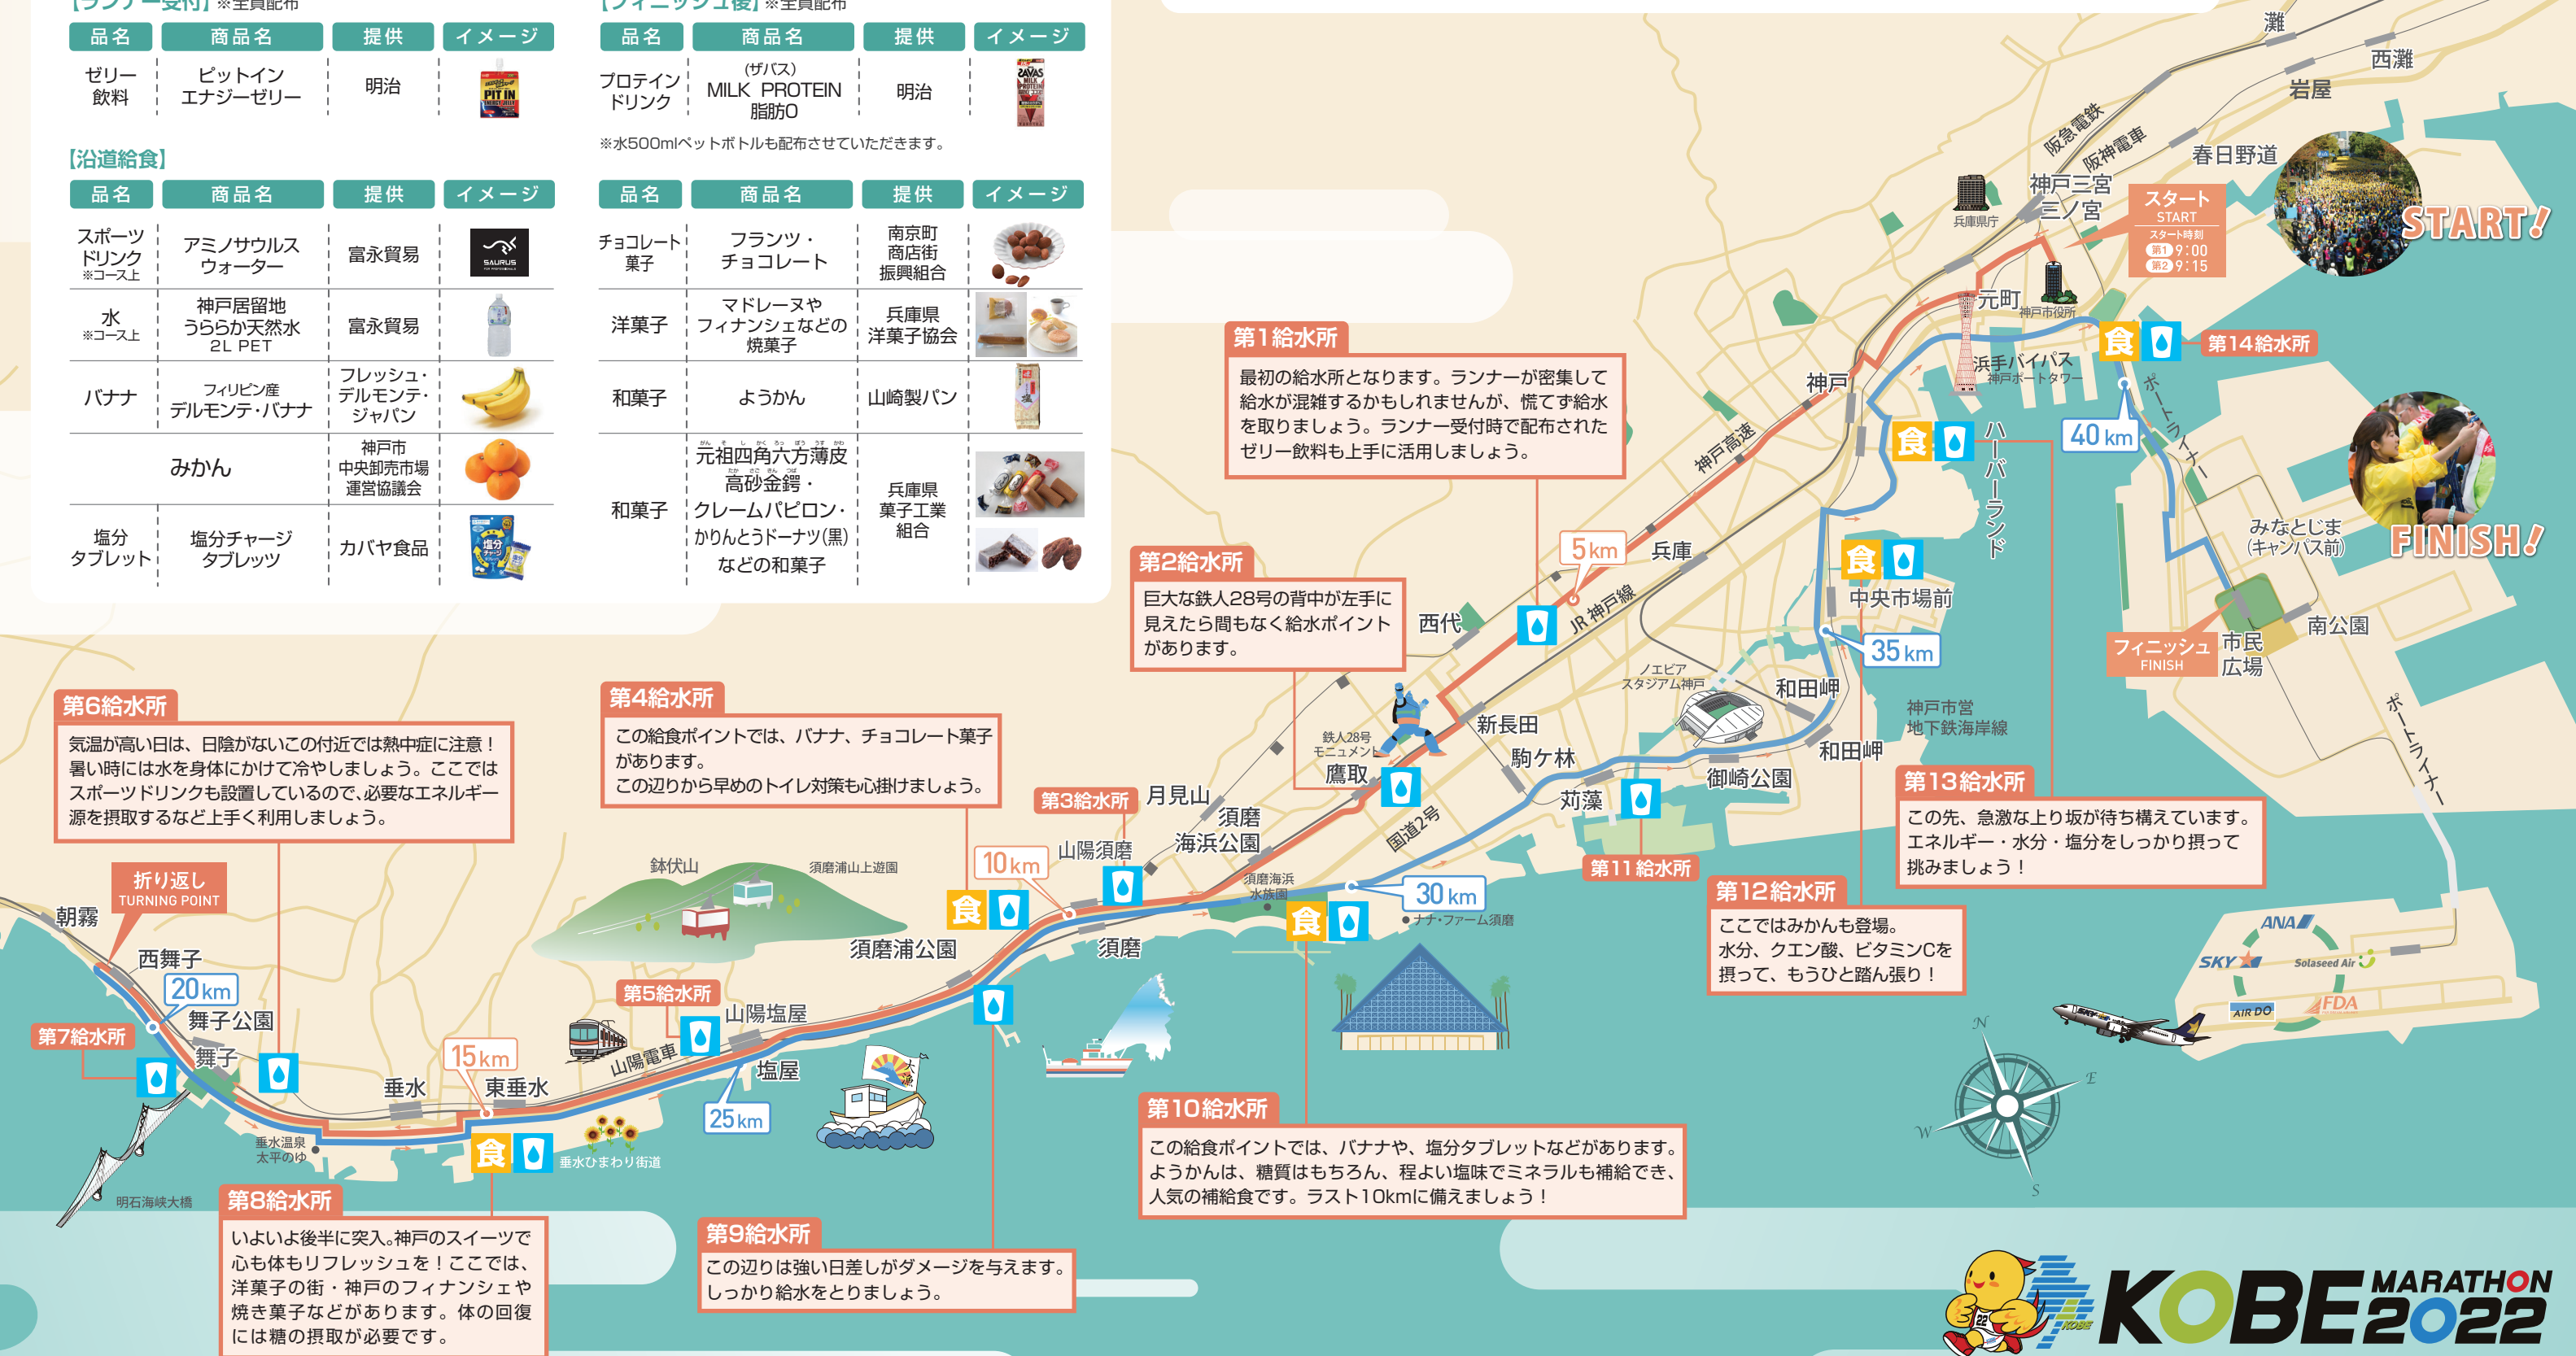 【ランナー受付】※全員配布
品名 商品名 提供 イメージ
ゼリー
飲料
ピットイン
エナジーゼリー
明治
PIT IN
【フィニッシュ後】※全員配布
品名 商品名 提供 イメージ
プロテイン
ドリンク
(ザバス)
MILK PROTEIN
脂肪0
明治
SAVAS
MILK
PROTEIN
※水500mlペットボトルも配布させていただきます。
【沿道給食】
品名 商品名 提供 イメージ
スポーツ
ドリンク
※コース上
アミノサウルス
ウォーター
富永貿易
SAURUS
水
※コース上
神戸居留地
うららか天然水
2L PET
富永貿易
バナナ
フィリピン産
デルモンテ・バナナ
フレッシュ・
デルモンテ・
ジャパン
みかん
神戸市
中央卸売市場
運営協議会
塩分
タブレット
塩分チャージ
タブレッツ
カバヤ食品
塩分
チャージ
品名 商品名 提供 イメージ
チョコレート
菓子
フランツ・
チョコレート
南京町
商店街
振興組合
洋菓子
マドレーヌや
フィナンシェなどの
焼菓子
兵庫県
洋菓子協会
和菓子
ようかん
山崎製パン
和菓子
がん そ し かく ろっ ぽう うす かわ
元祖四角六方薄皮
たか さご きん つば
高砂金鍔・
クレームパピロン・
かりんとうドーナツ(黒)
などの和菓子
兵庫県
菓子工業
組合
灘
西灘
岩屋
阪急電鉄
阪神電車
春日野道
神戸三宮
三ノ宮
兵庫県庁
スタート
START
スタート時刻
第1 9:00
第2 9:15
START!
元町
神戸市役所
浜手バイパス
神戸ポートタワー
食
第14給水所
40km
ポートライナー
神戸
神戸高速
食
ハーバーランド
第1給水所
最初の給水所となります。ランナーが密集して
給水が混雑するかもしれませんが、慌てず給水
を取りましょう。ランナー受付時で配布された
ゼリー飲料も上手に活用しましょう。
5km
兵庫
食
中央市場前
みなとじま
(キャンパス前)
FINISH!
南公園
フィニッシュ
FINISH
市民
広場
ポートライナー
第2給水所
巨大な鉄人28号の背中が左手に
見えたら間もなく給水ポイント
があります。
西代
JR 神戸線
35km
ノエビア
スタジアム神戸
和田岬
和田岬
神戸市営
地下鉄海岸線
新長田
駒ケ林
鉄人28号
モニュメント
鷹取
御崎公園
苅藻
国道2号
第11給水所
第13給水所
この先、急激な上り坂が待ち構えています。
エネルギー・水分・塩分をしっかり摂って
挑みましょう！
第12給水所
ここではみかんも登場。
水分、クエン酸、ビタミンCを
摂って、もうひと踏ん張り！
第6給水所
気温が高い日は、日陰がないこの付近では熱中症に注意！
暑い時には水を身体にかけて冷やしましょう。ここでは
スポーツドリンクも設置しているので、必要なエネルギー
源を摂取するなど上手く利用しましょう。
第4給水所
この給食ポイントでは、バナナ、チョコレート菓子
があります。
この辺りから早めのトイレ対策も心掛けましょう。
第3給水所
月見山
須磨
海浜公園
10km
山陽須磨
須磨海浜
水族園
30km
ナナ・ファーム須磨
食
食
須磨
須磨浦公園
鉢伏山
須磨浦山上遊園
折り返し
TURNING POINT
朝霧
西舞子
20km
舞子公園
舞子
第7給水所
垂水
15km
東垂水
第5給水所
山陽塩屋
山陽電車
塩屋
25km
大漁
垂水温泉
太平のゆ
食
垂水ひまわり街道
明石海峡大橋
第8給水所
いよいよ後半に突入。神戸のスイーツで
心も体もリフレッシュを！ここでは、
洋菓子の街・神戸のフィナンシェや
焼き菓子などがあります。体の回復
には糖の摂取が必要です。
第9給水所
この辺りは強い日差しがダメージを与えます。
しっかり給水をとりましょう。
第10給水所
この給食ポイントでは、バナナや、塩分タブレットなどがあります。
ようかんは、糖質はもちろん、程よい塩味でミネラルも補給でき、
人気の補給食です。ラスト10kmに備えましょう！
ANA
SKY
Solaseed Air
AIR DO
FDA
N
E
W
S
22
KOBE
KOBE MARATHON 2022